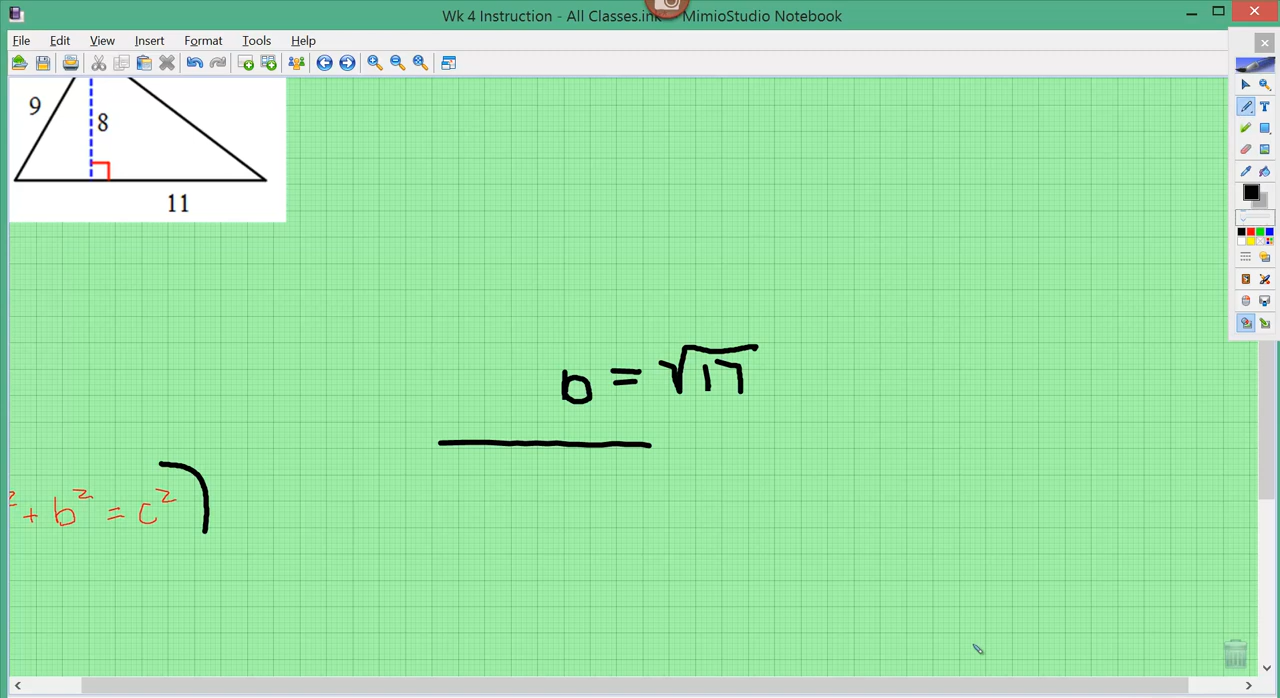 Wk 4 Instruction - All Classes.ink - MimioStudio Notebook
File Edit View Insert Format Tools Help
9
8
11
b = √17
² + b² = c²